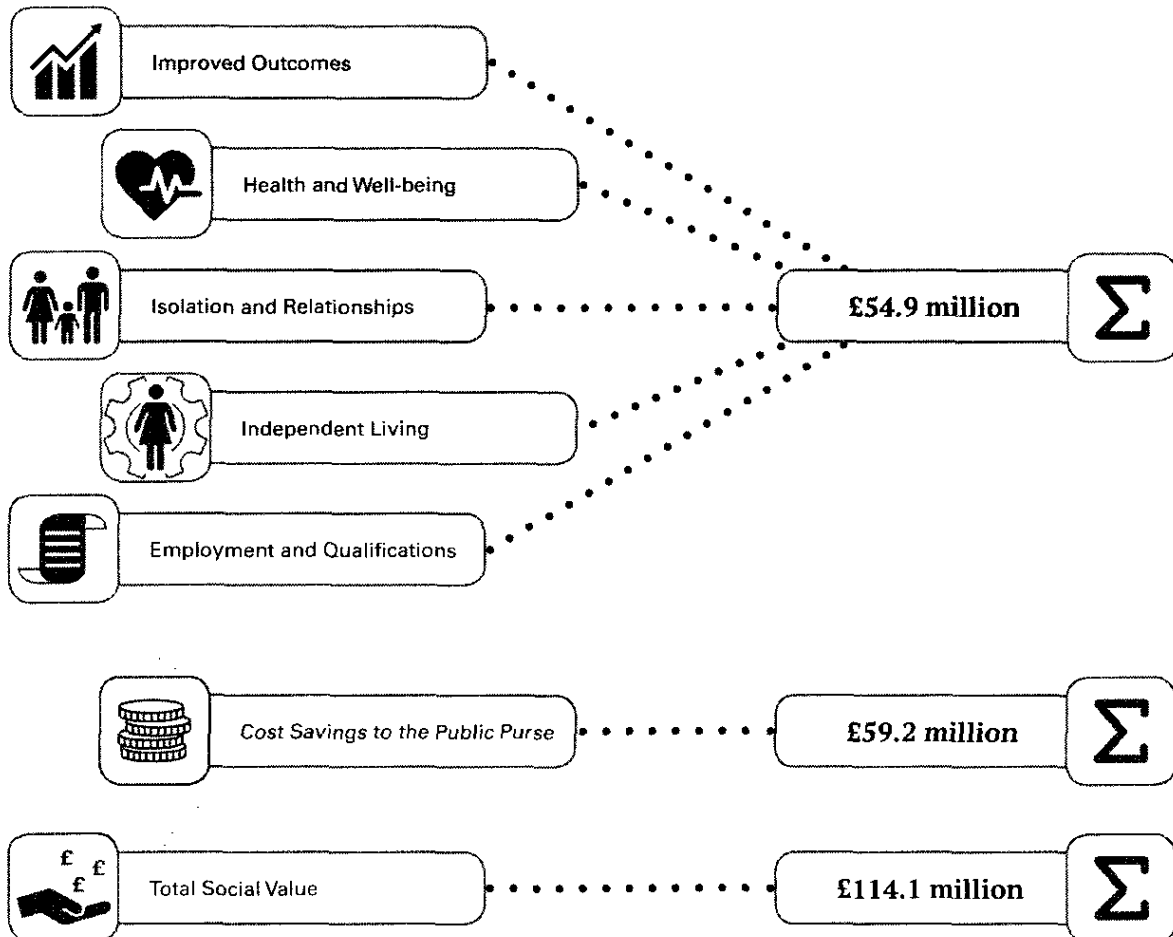 Improved Outcomes
Health and Well-being
Isolation and Relationships
£54.9 million
Σ
Independent Living
Employment and Qualifications
Cost Savings to the Public Purse
£59.2 million
Σ
£ £
£
Total Social Value
£114.1 million
Σ